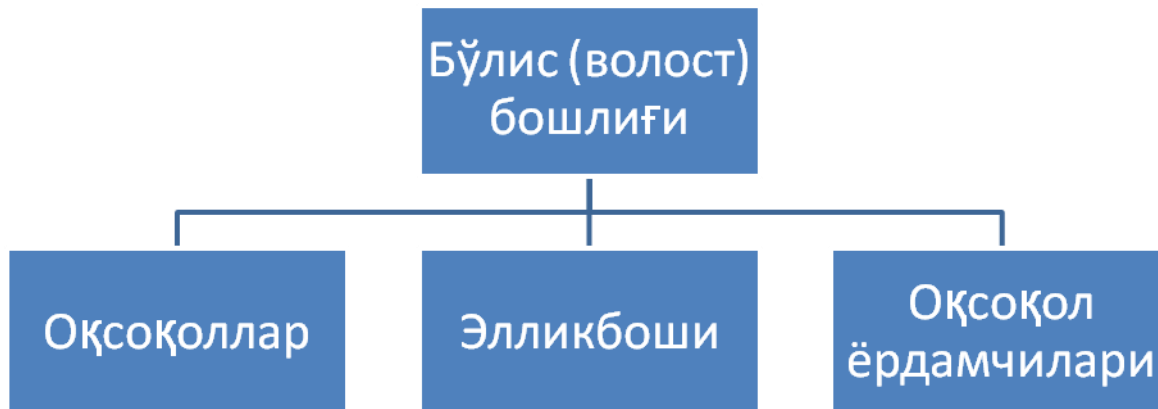 Бўлис (волост)
бошлиғи
Оқсоқоллар
Элликбоши
Оқсоқол
ёрдамчилари